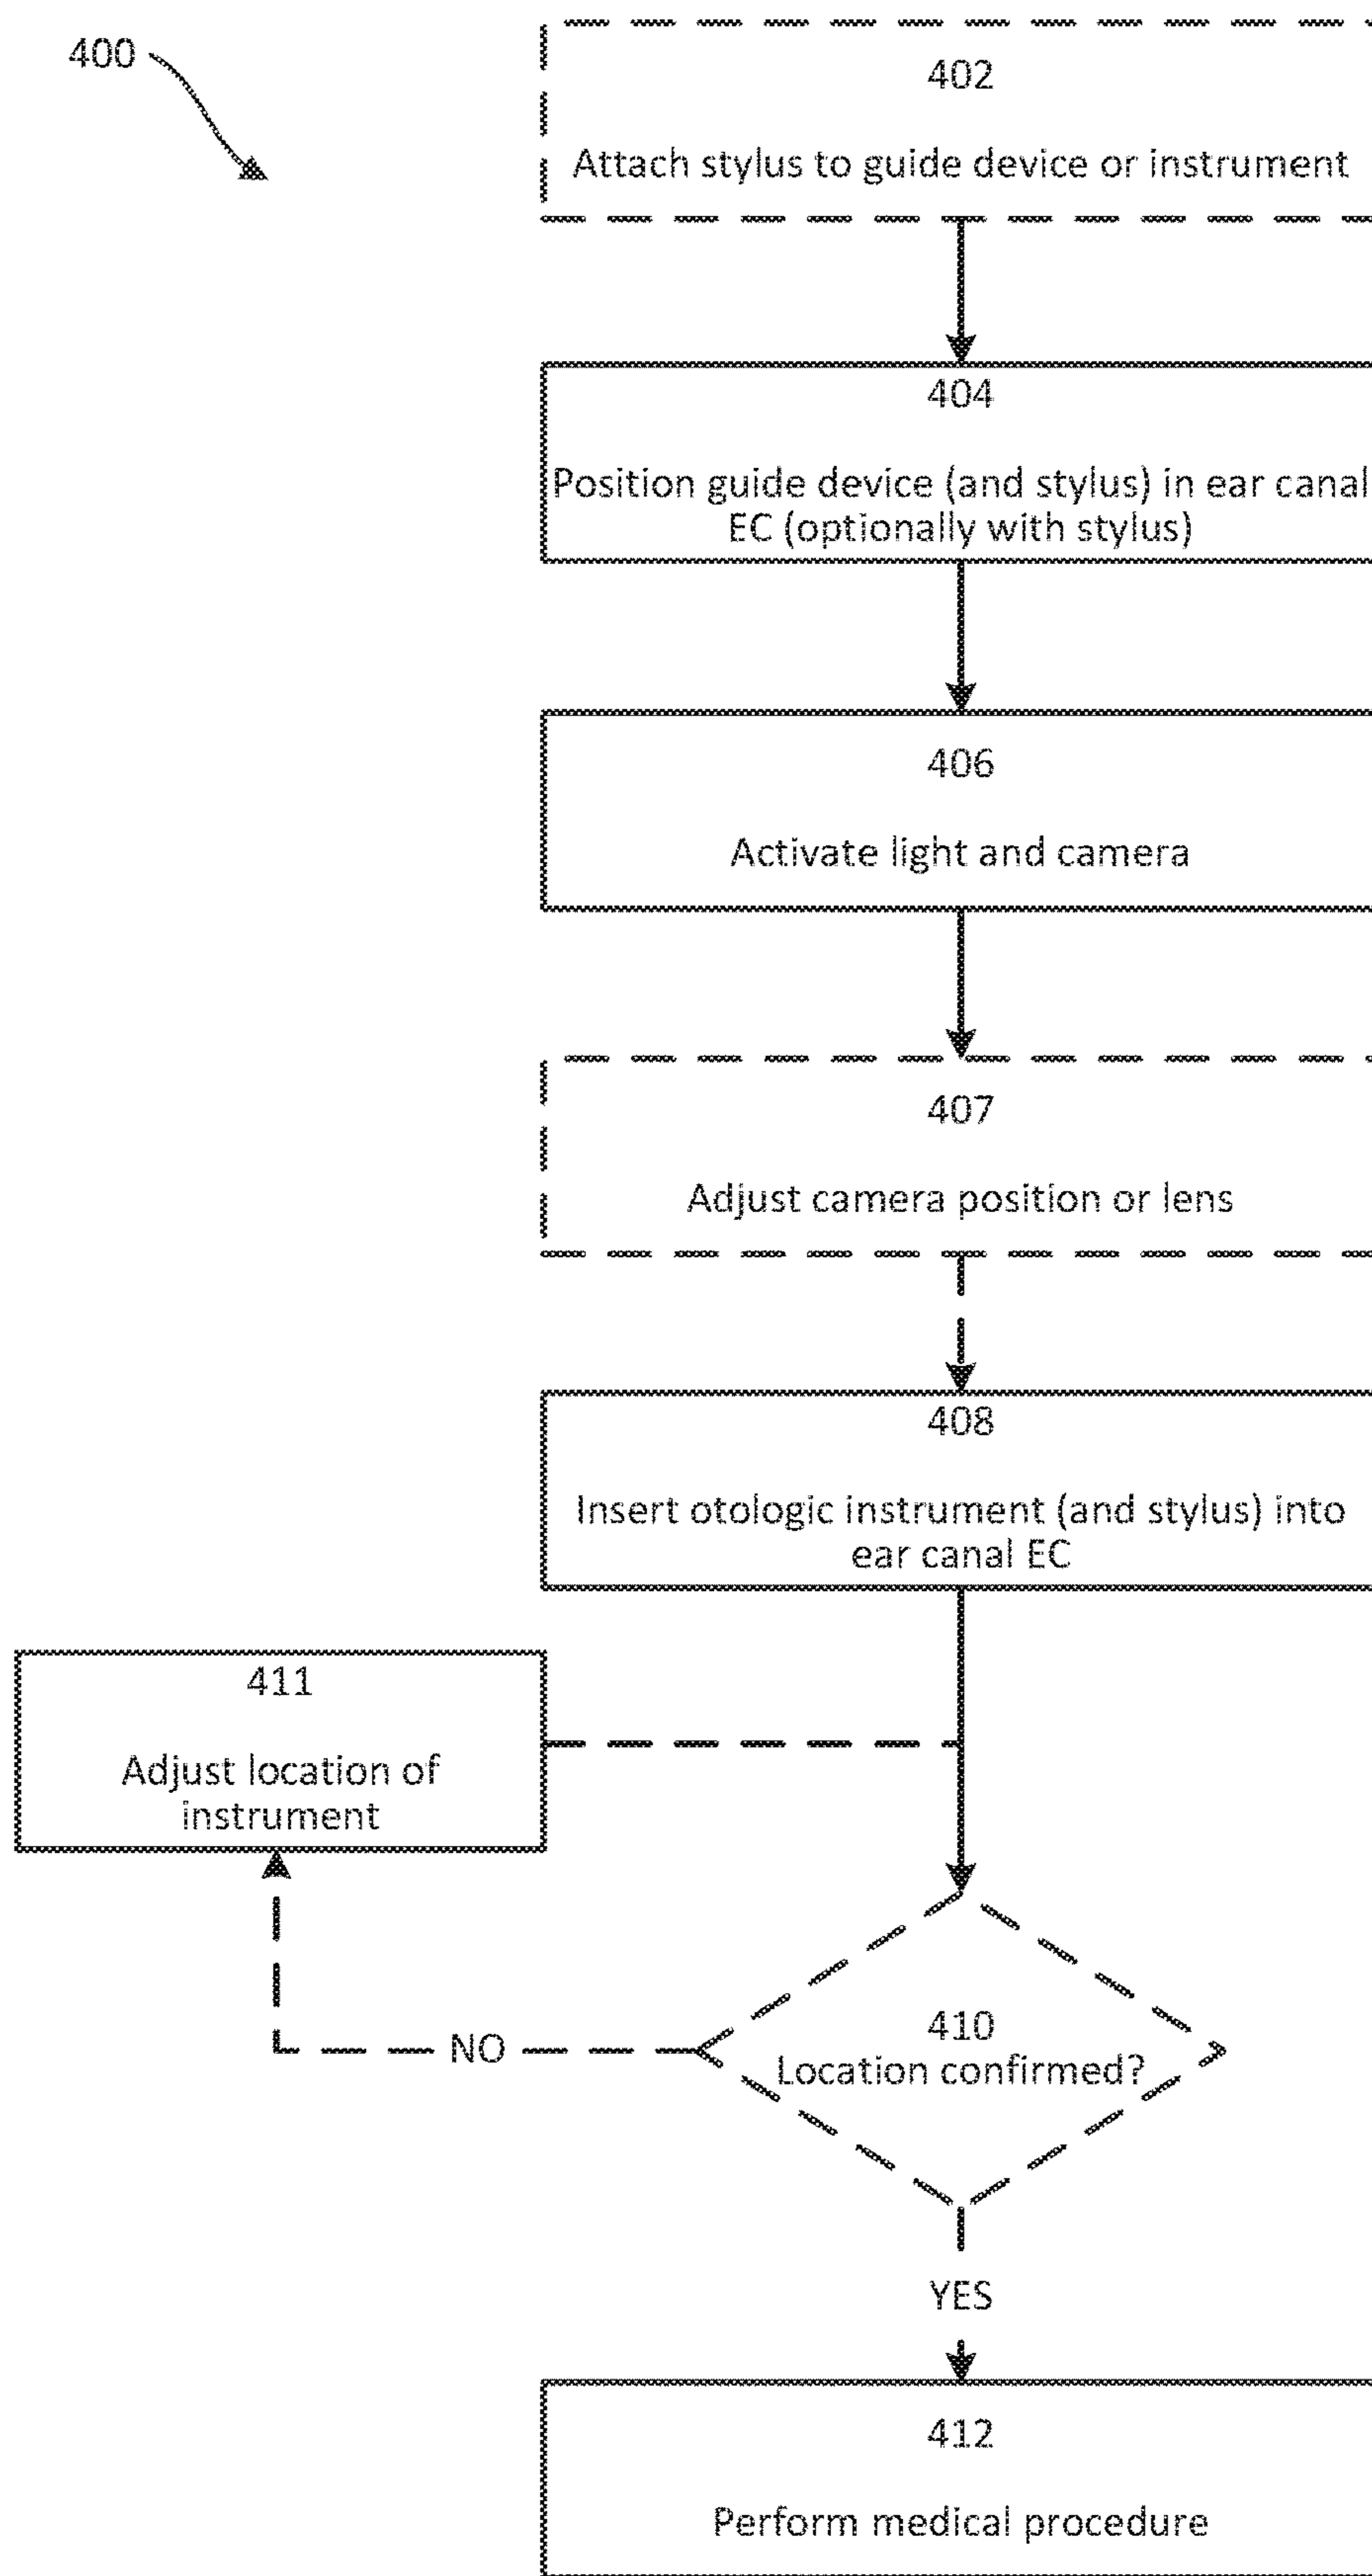 400
402
Attach stylus to guide device or instrument
404
Position guide device (and stylus) in ear canal
EC (optionally with stylus)
406
Activate light and camera
407
Adjust camera position or lens
408
Insert otologic instrument (and stylus) into
ear canal EC
411
Adjust location of
instrument
410
Location confirmed?
NO
YES
412
Perform medical procedure